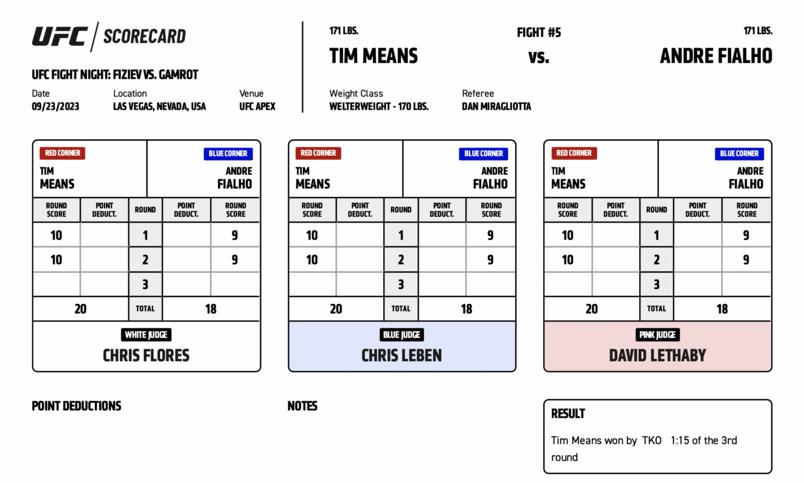 UFC / SCORECARD
UFC FIGHT NIGHT: FIZIEV VS. GAMROT
Date Location Venue
09/23/2023 LAS VEGAS, NEVADA, USA UFC APEX
171 LBS. FIGHT #5 171 LBS.
TIM MEANS vs. ANDRE FIALHO
Weight Class Referee
WELTERWEIGHT - 170 LBS. DAN MIRAGLIOTTA
RED CORNER BLUE CORNER
TIM ANDRE
MEANS FIALHO
ROUND POINT ROUND POINT ROUND
SCORE DEDUCT. DEDUCT. SCORE
10 1 9
10 2 9
3
20 TOTAL 18
WHITE JUDGE
CHRIS FLORES
RED CORNER BLUE CORNER
TIM ANDRE
MEANS FIALHO
ROUND POINT ROUND POINT ROUND
SCORE DEDUCT. DEDUCT. SCORE
10 1 9
10 2 9
3
20 TOTAL 18
BLUE JUDGE
CHRIS LEBEN
RED CORNER BLUE CORNER
TIM ANDRE
MEANS FIALHO
ROUND POINT ROUND POINT ROUND
SCORE DEDUCT. DEDUCT. SCORE
10 1 9
10 2 9
3
20 TOTAL 18
PINK JUDGE
DAVID LETHABY
POINT DEDUCTIONS
NOTES
RESULT
Tim Means won by TKO 1:15 of the 3rd
round